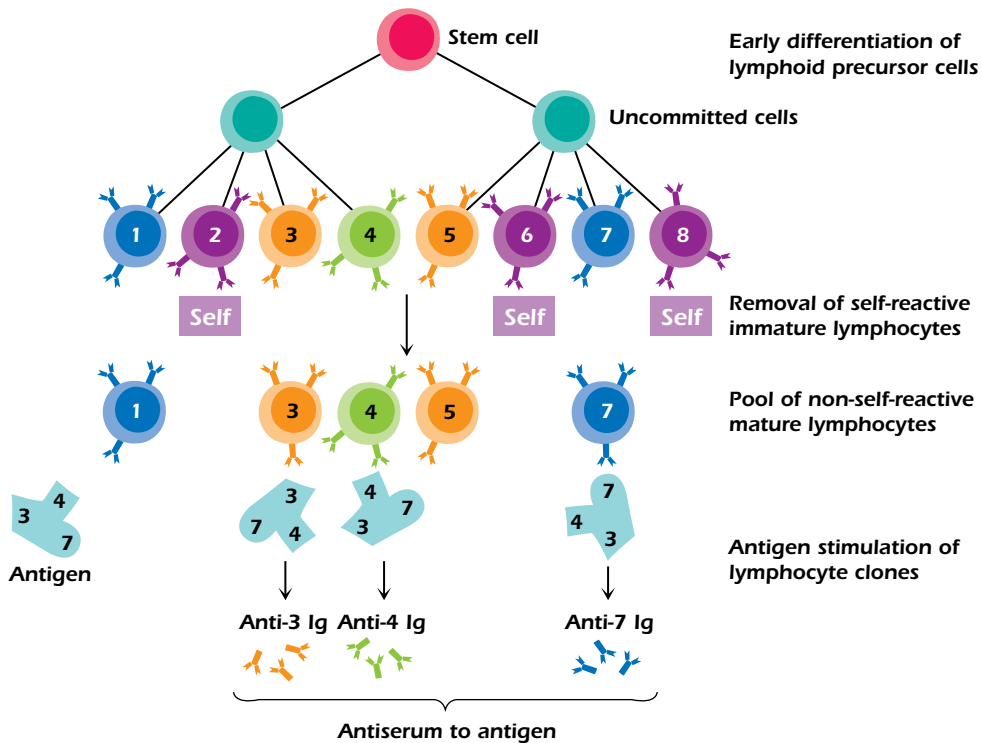 Stem cell
Early differentiation of
lymphoid precursor cells
Uncommitted cells
1 2 3 4 5 6 7 8
Self Self Self
Removal of self-reactive
immature lymphocytes
1 3 4 5 7
Pool of non-self-reactive
mature lymphocytes
3 4 7
Antigen
3 7 4
4 7 3
7 4 3
Antigen stimulation of
lymphocyte clones
Anti-3 Ig Anti-4 Ig Anti-7 Ig
Antiserum to antigen